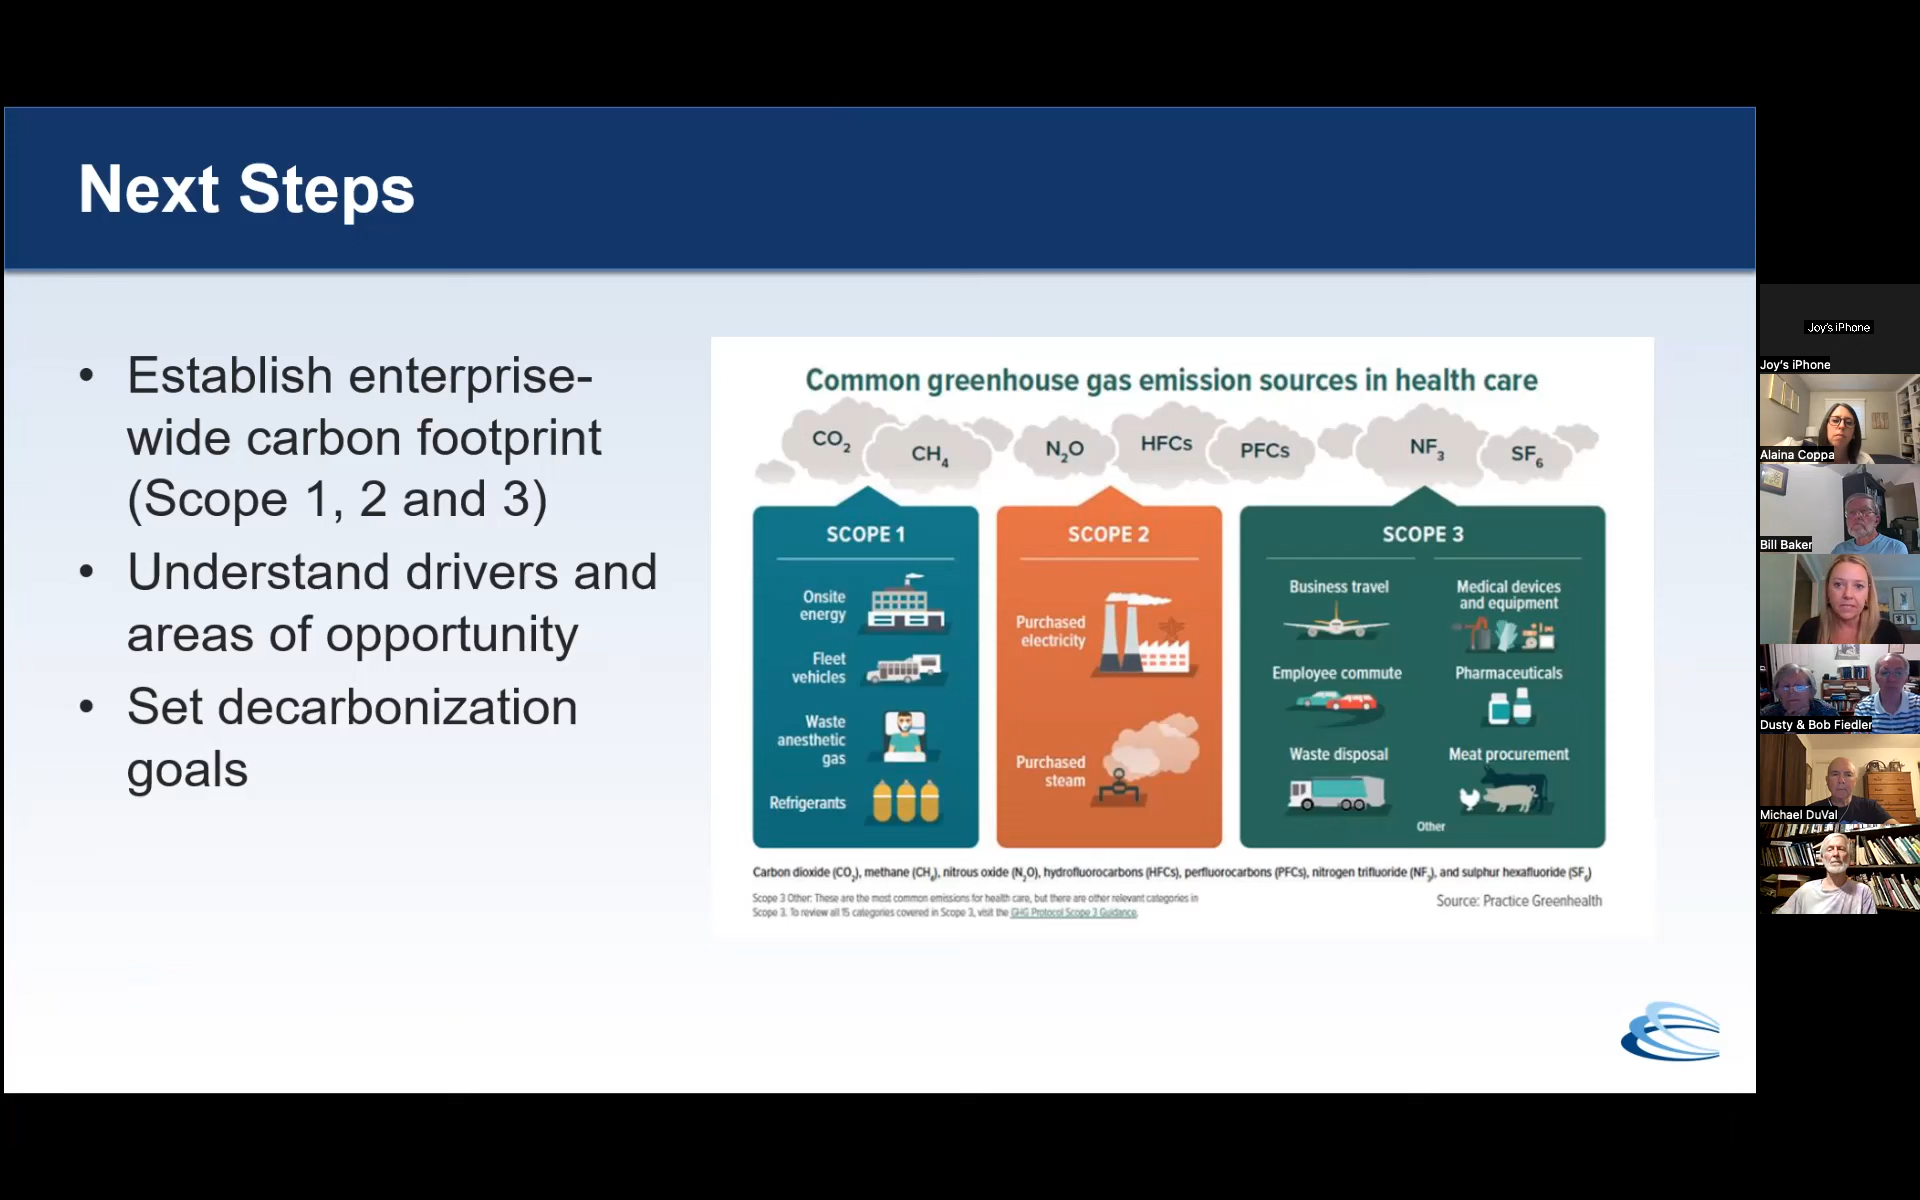 Next Steps
• Establish enterprise-
wide carbon footprint
(Scope 1, 2 and 3)
• Understand drivers and
areas of opportunity
• Set decarbonization
goals
Common greenhouse gas emission sources in health care
CO₂
CH₄
N₂O
HFCs
PFCs
NF₃
SF₆
SCOPE 1
Onsite
energy
Fleet
vehicles
Waste
anesthetic
gas
Refrigerants
SCOPE 2
Purchased
electricity
Purchased
steam
SCOPE 3
Business travel
Employee commute
Waste disposal
Medical devices
and equipment
Pharmaceuticals
Meat procurement
Other
Carbon dioxide (CO₂), methane (CH₄), nitrous oxide (N₂O), hydrofluorocarbons (HFCs), perfluorocarbons (PFCs), nitrogen trifluoride (NF₃), and sulphur hexafluoride (SF₆)
Scope 3 Other: These are the most common emissions for health care, but there are other relevant categories in
Scope 3. To review all 15 categories covered in Scope 3, visit the GHG Protocol Scope 3 Guidance.
Source: Practice Greenhealth
Joy's iPhone
Joy's iPhone
Alaina Coppa
Bill Baker
Dusty & Bob Fiedler
Michael DuVal